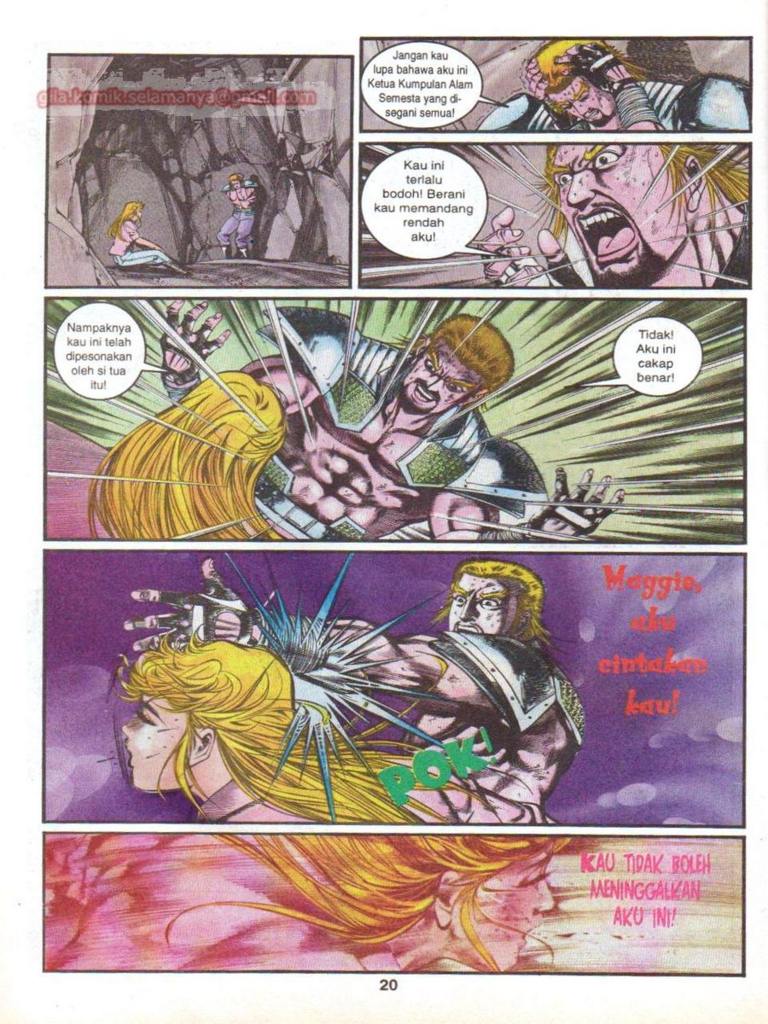 gila.komik.selamanya@gmail.com
Jangan kau
lupa bahawa aku ini
Ketua Kumpulan Alam
Semesta yang di-
segani semua!
Kau ini
terlalu
bodoh! Berani
kau memandang
rendah
aku!
Nampaknya
kau ini telah
dipesonakan
oleh si tua
itu!
Tidak!
Aku ini
cakap
benar!
Maggie,
aku
cintakan
kau!
POK!
KAU TIDAK BOLEH
MENINGGALKAN
AKU INI!
20